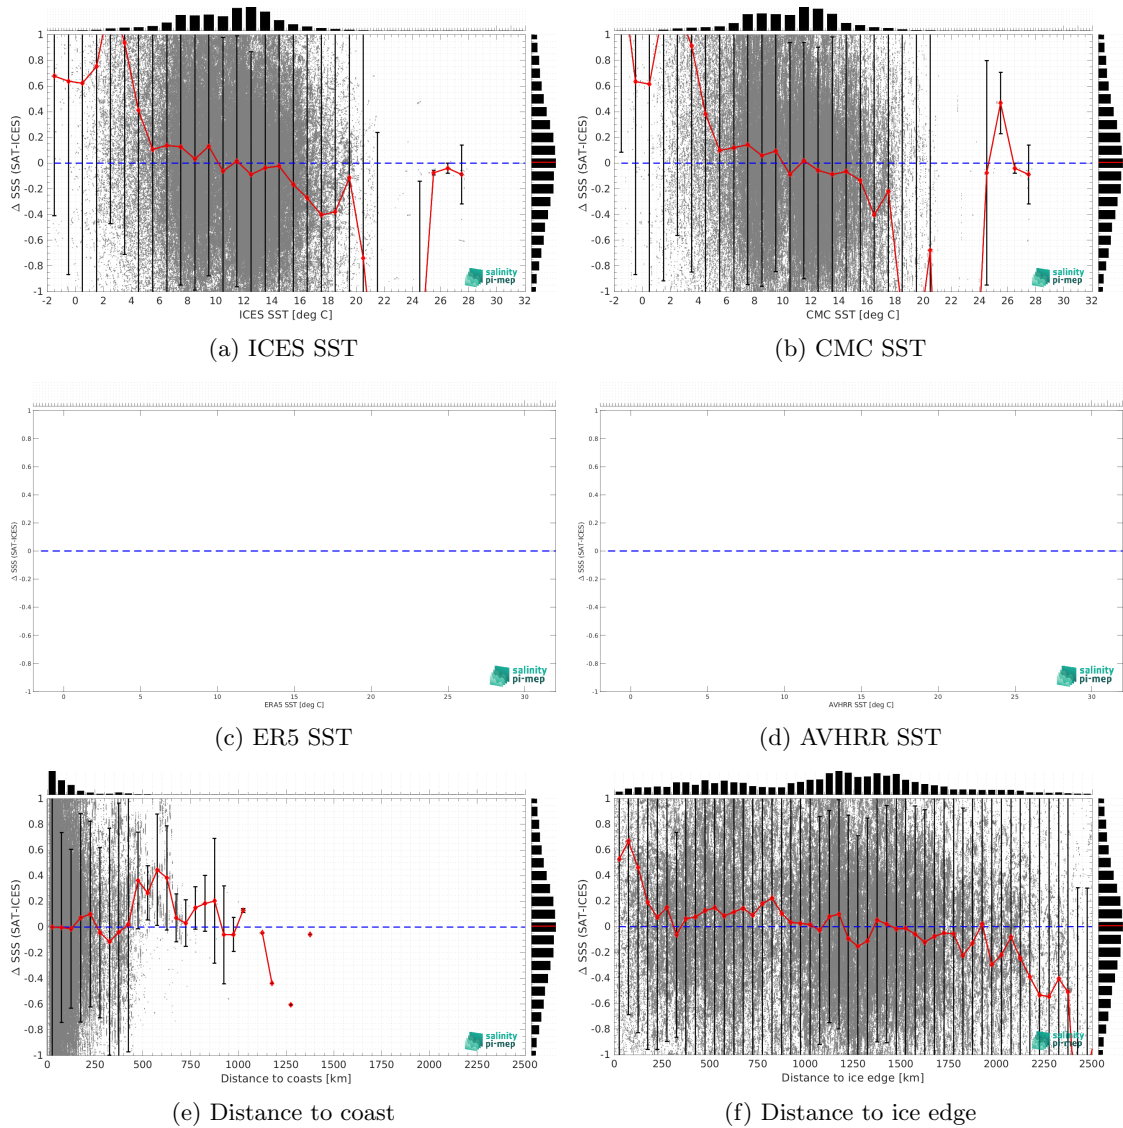 1
0.8
0.6
0.4
0.2
0
-0.2
-0.4
-0.6
-0.8
-1
Δ SSS (SAT-ICES)
salinity
pi-mep
-2 0 2 4 6 8 10 12 14 16 18 20 22 24 26 28 30 32
ICES SST [deg C]
(a) ICES SST
1
0.8
0.6
0.4
0.2
0
-0.2
-0.4
-0.6
-0.8
-1
Δ SSS (SAT-ICES)
salinity
pi-mep
-2 0 2 4 6 8 10 12 14 16 18 20 22 24 26 28 30 32
CMC SST [deg C]
(b) CMC SST
1
0.8
0.6
0.4
0.2
0
-0.2
-0.4
-0.6
-0.8
-1
Δ SSS (SAT-ICES)
salinity
pi-mep
0 5 10 15 20 25 30
ERA5 SST [deg C]
(c) ER5 SST
1
0.8
0.6
0.4
0.2
0
-0.2
-0.4
-0.6
-0.8
-1
Δ SSS (SAT-ICES)
salinity
pi-mep
0 5 10 15 20 25 30
AVHRR SST [deg C]
(d) AVHRR SST
1
0.8
0.6
0.4
0.2
0
-0.2
-0.4
-0.6
-0.8
-1
Δ SSS (SAT-ICES)
salinity
pi-mep
0 250 500 750 1000 1250 1500 1750 2000 2250 2500
Distance to coasts [km]
(e) Distance to coast
1
0.8
0.6
0.4
0.2
0
-0.2
-0.4
-0.6
-0.8
-1
Δ SSS (SAT-ICES)
salinity
pi-mep
0 250 500 750 1000 1250 1500 1750 2000 2250 2500
Distance to ice edge [km]
(f) Distance to ice edge